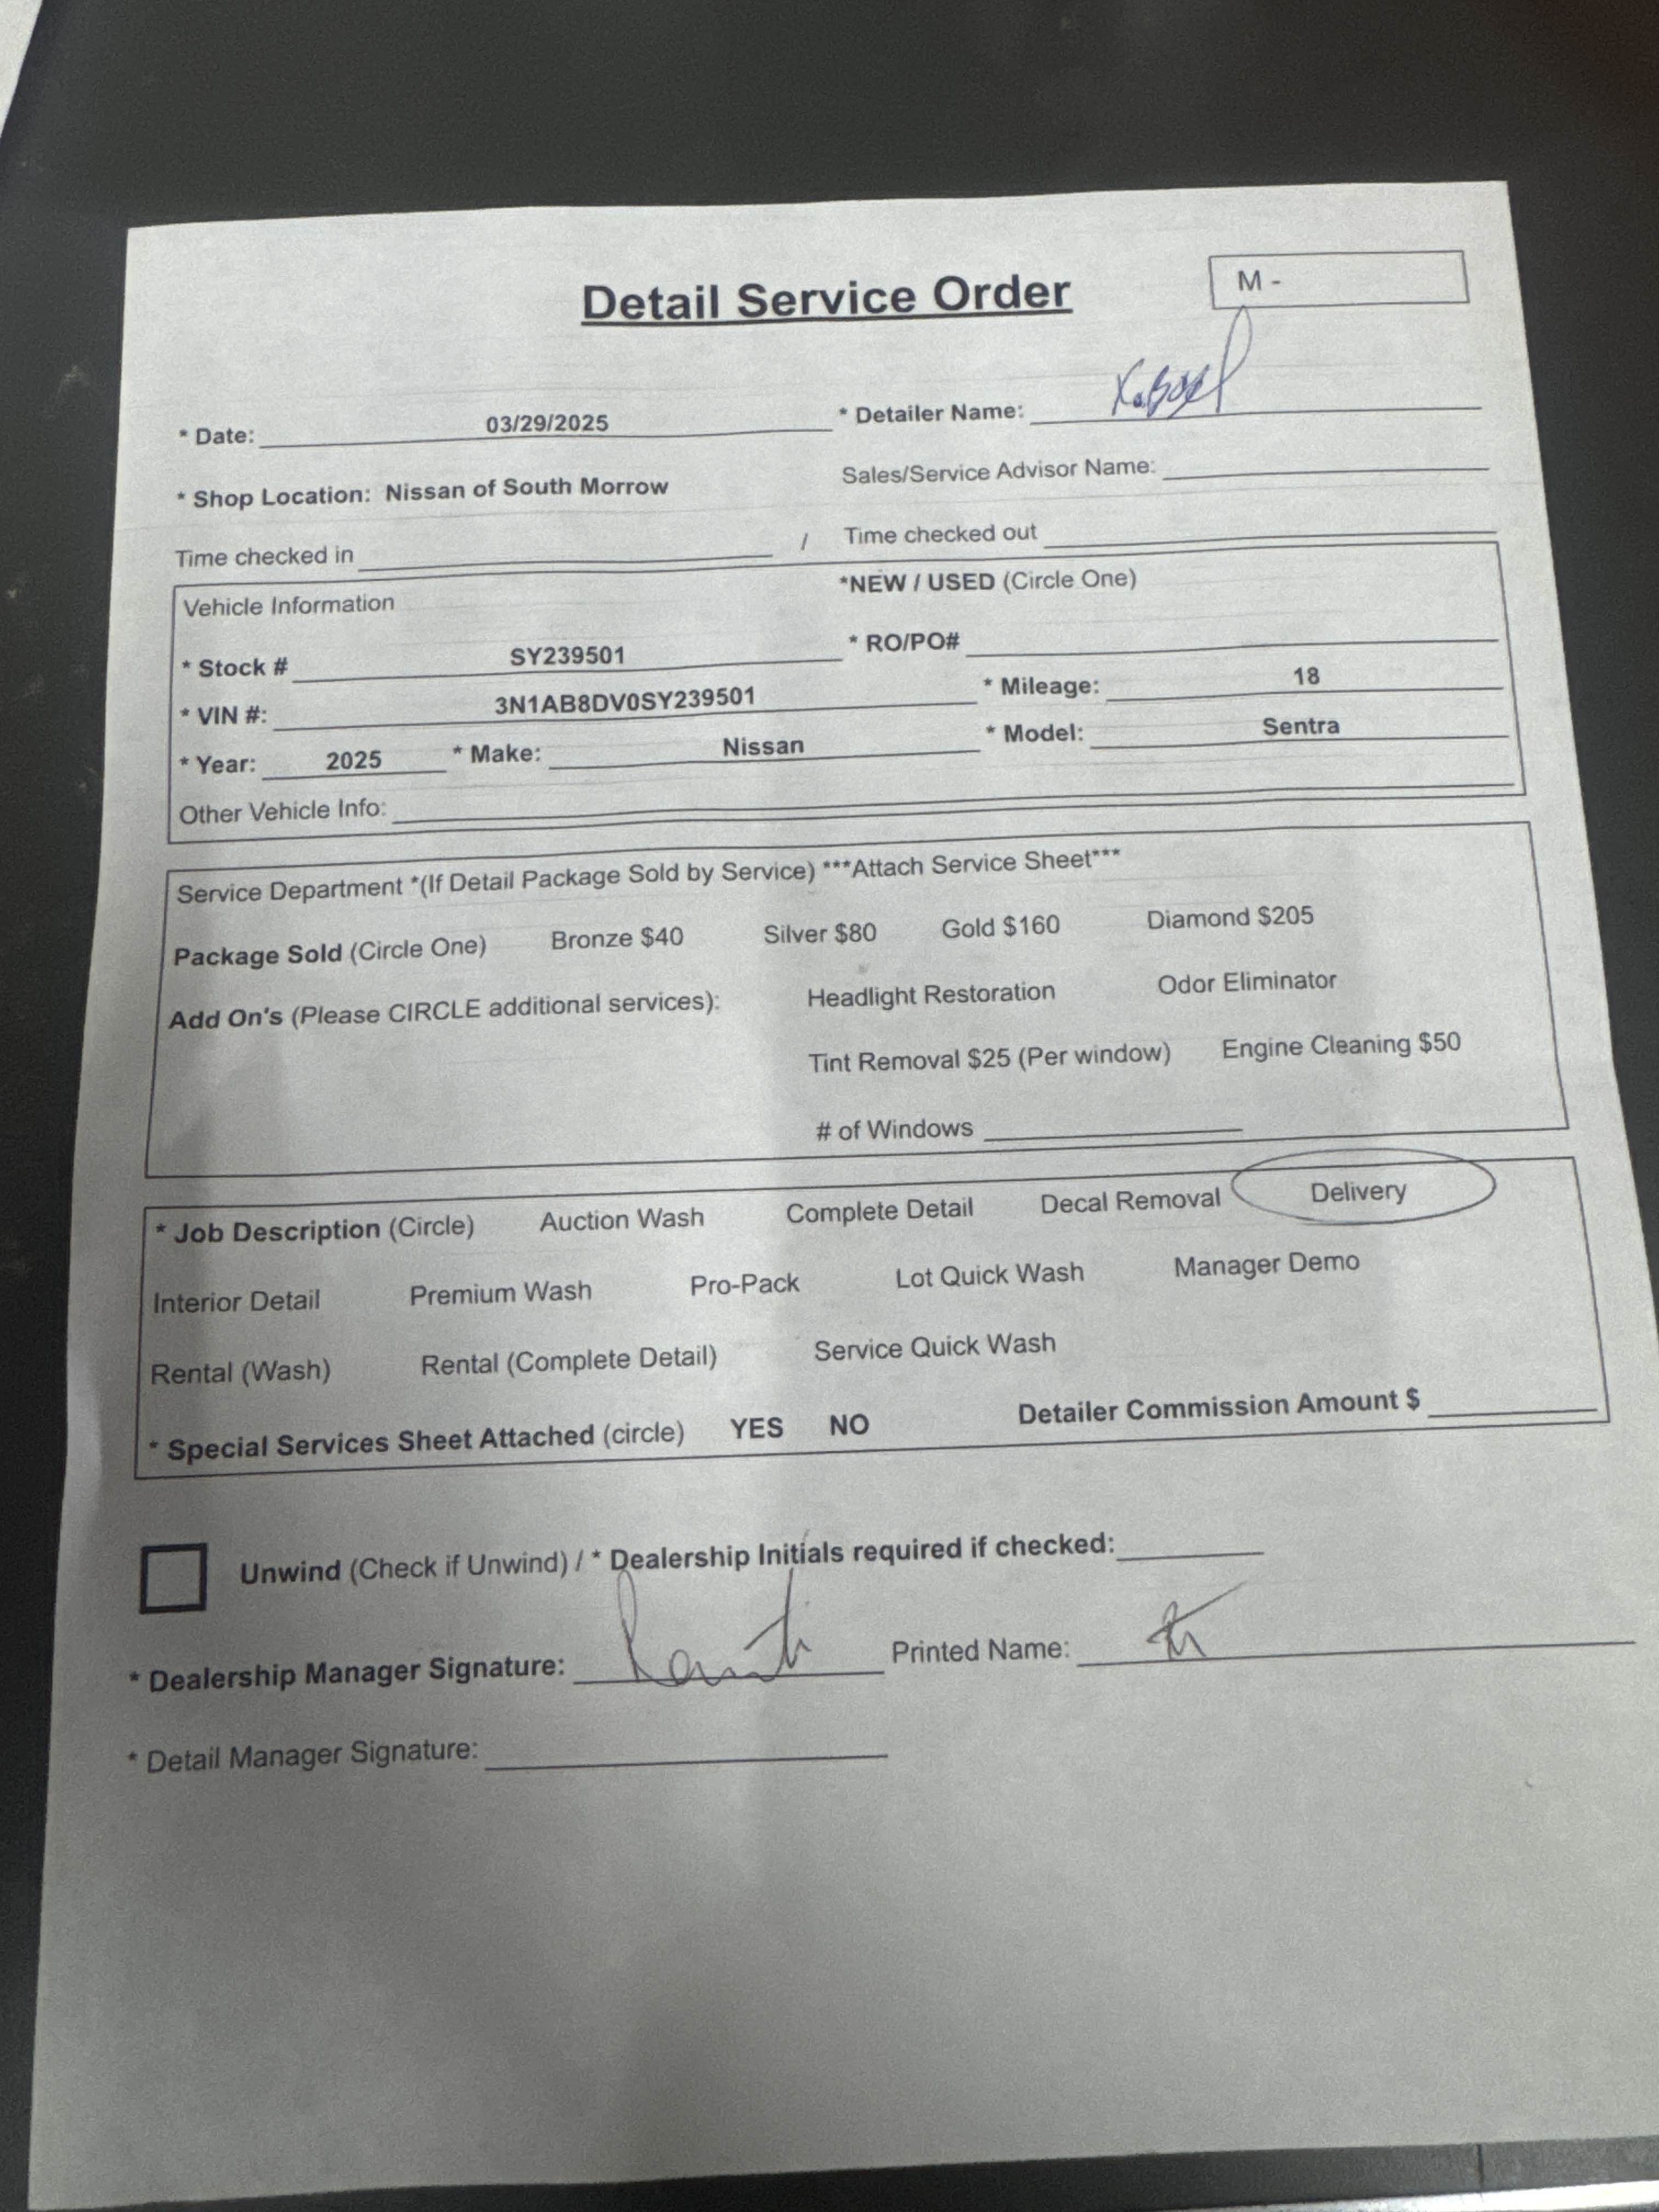 Detail Service Order
M -
* Date: 03/29/2025 * Detailer Name:
* Shop Location: Nissan of South Morrow Sales/Service Advisor Name:
Time checked in / Time checked out
Vehicle Information *NEW / USED (Circle One)
* Stock # SY239501 * RO/PO#
* VIN #: 3N1AB8DV0SY239501 * Mileage: 18
* Year: 2025 * Make: Nissan * Model: Sentra
Other Vehicle Info:
Service Department *(If Detail Package Sold by Service) ***Attach Service Sheet***
Package Sold (Circle One) Bronze $40 Silver $80 Gold $160 Diamond $205
Add On's (Please CIRCLE additional services): Headlight Restoration Odor Eliminator
Tint Removal $25 (Per window) Engine Cleaning $50
# of Windows
* Job Description (Circle) Auction Wash Complete Detail Decal Removal Delivery
Interior Detail Premium Wash Pro-Pack Lot Quick Wash Manager Demo
Rental (Wash) Rental (Complete Detail) Service Quick Wash
* Special Services Sheet Attached (circle) YES NO Detailer Commission Amount $
Unwind (Check if Unwind) / * Dealership Initials required if checked:
* Dealership Manager Signature: Printed Name:
* Detail Manager Signature: